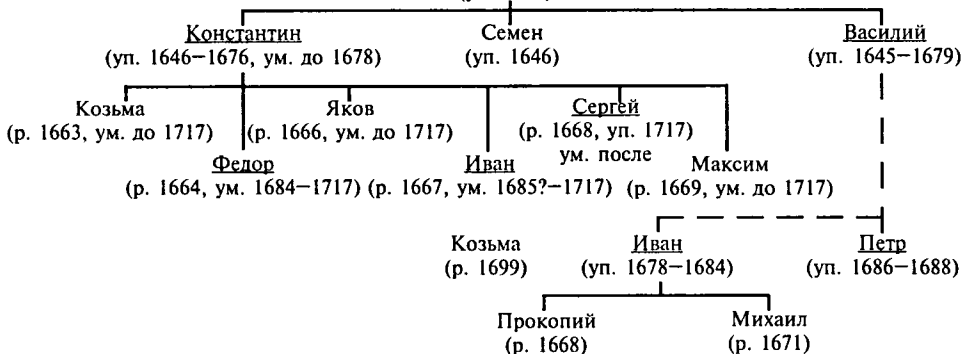 Константин Семен Василий
(уп. 1646—1676, ум. до 1678) (уп. 1646) (уп. 1645—1679)
Козьма Яков Сергей
(р. 1663, ум. до 1717) (р. 1666, ум. до 1717) (р. 1668, уп. 1717)
ум. после
Федор Иван Максим
(р. 1664, ум. 1684—1717) (р. 1667, ум. 1685?—1717) (р. 1669, ум. до 1717)
Козьма Иван Петр
(р. 1699) (уп. 1678—1684) (уп. 1686—1688)
Прокопий Михаил
(р. 1668) (р. 1671)